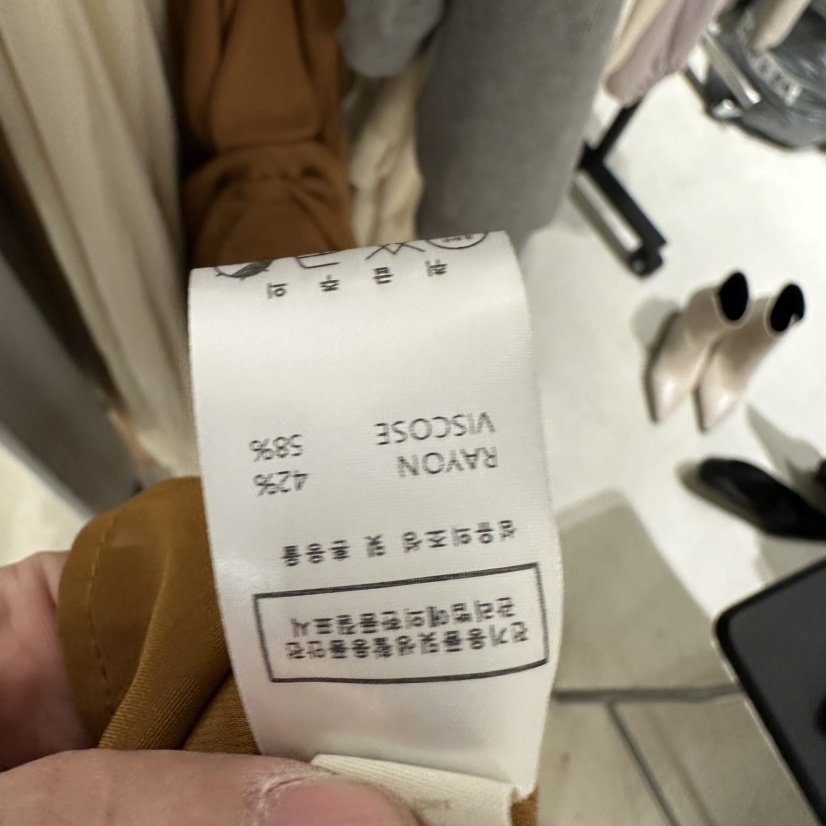 전기용품및생활용품안전
관리법에의한품질표시
섬유의조성 및 혼용율
RAYON 42%
VISCOSE 58%
취 급 주 의